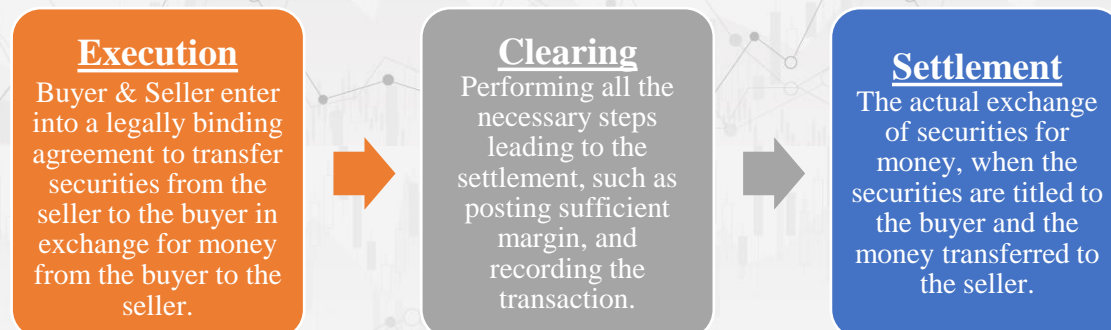 Execution
Buyer & Seller enter
into a legally binding
agreement to transfer
securities from the
seller to the buyer in
exchange for money
from the buyer to the
seller.
Clearing
Performing all the
necessary steps
leading to the
settlement, such as
posting sufficient
margin, and
recording the
transaction.
Settlement
The actual exchange
of securities for
money, when the
securities are titled to
the buyer and the
money transferred to
the seller.